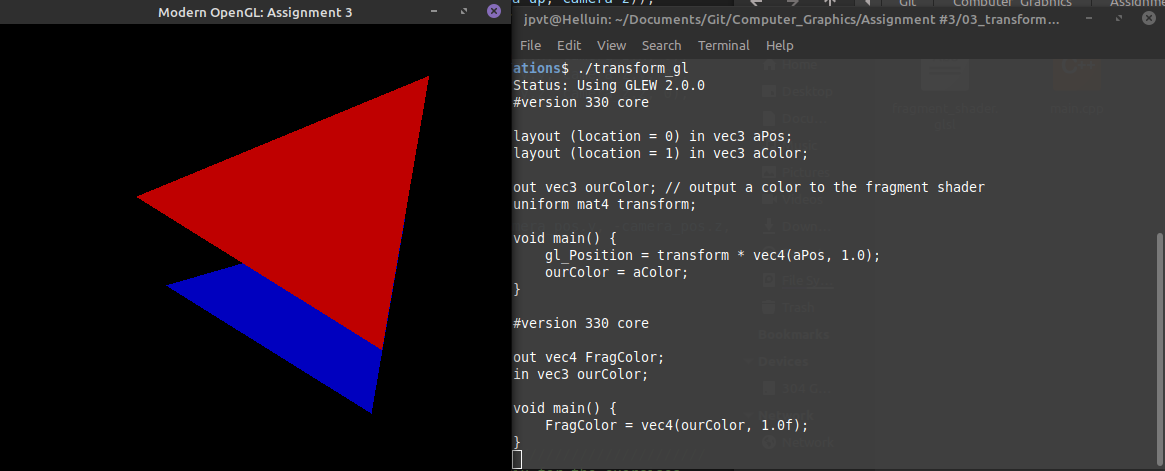 Modern OpenGL: Assignment 3
jpvt@Helluin: ~/Documents/Git/Computer_Graphics/Assignment #3/03_transform…
File Edit View Search Terminal Help
ations$ ./transform_gl
Status: Using GLEW 2.0.0
#version 330 core
layout (location = 0) in vec3 aPos;
layout (location = 1) in vec3 aColor;
out vec3 ourColor; // output a color to the fragment shader
uniform mat4 transform;
void main() {
gl_Position = transform * vec4(aPos, 1.0);
ourColor = aColor;
}
#version 330 core
out vec4 FragColor;
in vec3 ourColor;
void main() {
FragColor = vec4(ourColor, 1.0f);
}